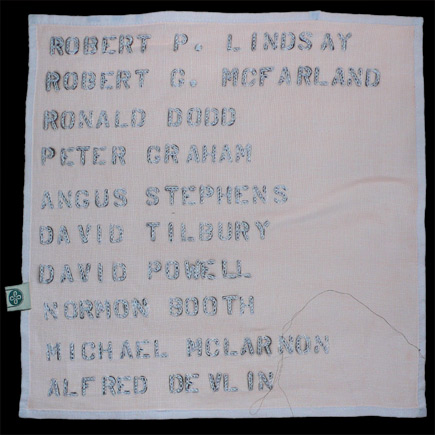 ROBERT P. LINDSAY
ROBERT G. MCFARLAND
RONALD DODD
PETER GRAHAM
ANGUS STEPHENS
DAVID TILBURY
DAVID POWELL
NORMON BOOTH
MICHAEL MCLARNON
ALFRED DEVLIN